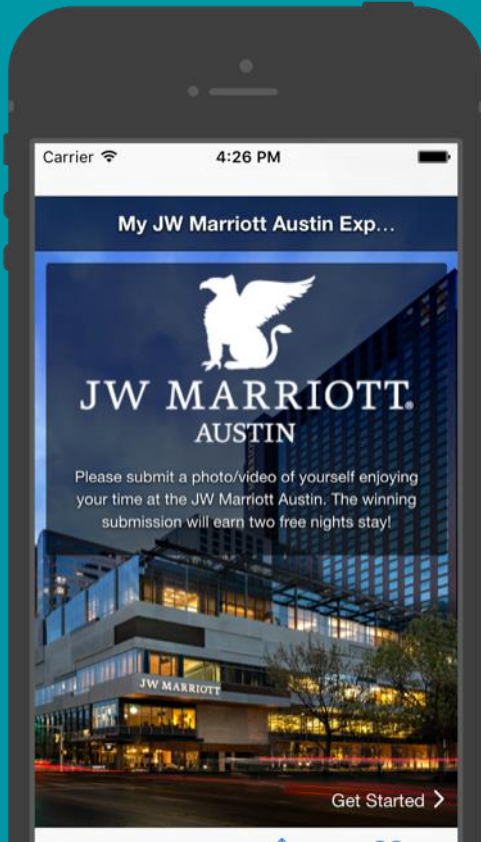 Carrier 4:26 PM
My JW Marriott Austin Exp...
JW MARRIOTT®
AUSTIN
Please submit a photo/video of yourself enjoying
your time at the JW Marriott Austin. The winning
submission will earn two free nights stay!
JW MARRIOTT
Get Started